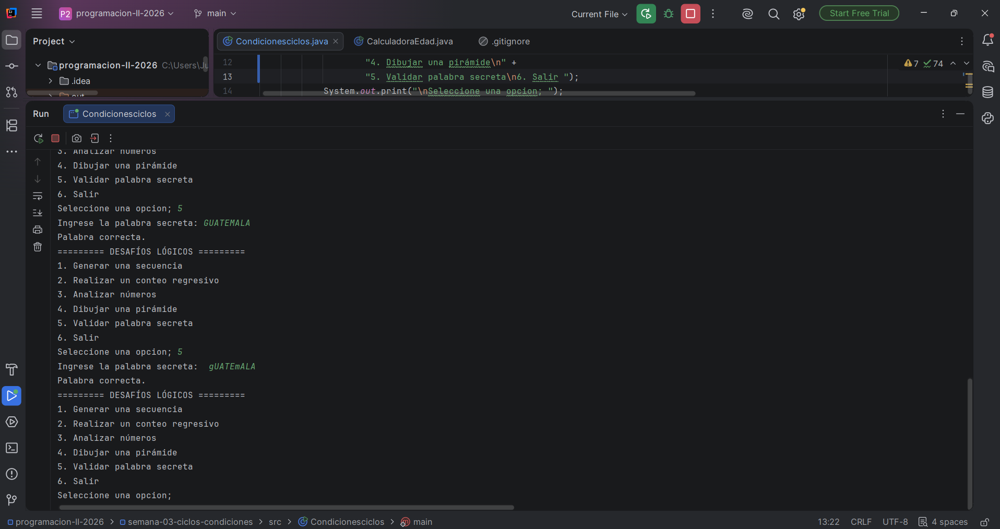 P2 programacion-II-2026 main Current File Start Free Trial
Project Condicionesciclos.java CalculadoraEdad.java .gitignore
programacion-II-2026 C:\Users\Ju
.idea
out
12 "4. Dibujar una pirámide\n" +
13 "5. Validar palabra secreta\n6. Salir ");
14 System.out.print("\nSeleccione una opcion; ");
7 74
Run Condicionesciclos
3. Analizar números
4. Dibujar una pirámide
5. Validar palabra secreta
6. Salir
Seleccione una opcion; 5
Ingrese la palabra secreta: GUATEMALA
Palabra correcta.
========= DESAFÍOS LÓGICOS =========
1. Generar una secuencia
2. Realizar un conteo regresivo
3. Analizar números
4. Dibujar una pirámide
5. Validar palabra secreta
6. Salir
Seleccione una opcion; 5
Ingrese la palabra secreta:  gUATEmALA
Palabra correcta.
========= DESAFÍOS LÓGICOS =========
1. Generar una secuencia
2. Realizar un conteo regresivo
3. Analizar números
4. Dibujar una pirámide
5. Validar palabra secreta
6. Salir
Seleccione una opcion;
programacion-II-2026 > semana-03-ciclos-condiciones > src > Condicionesciclos > main 13:22 CRLF UTF-8 4 spaces